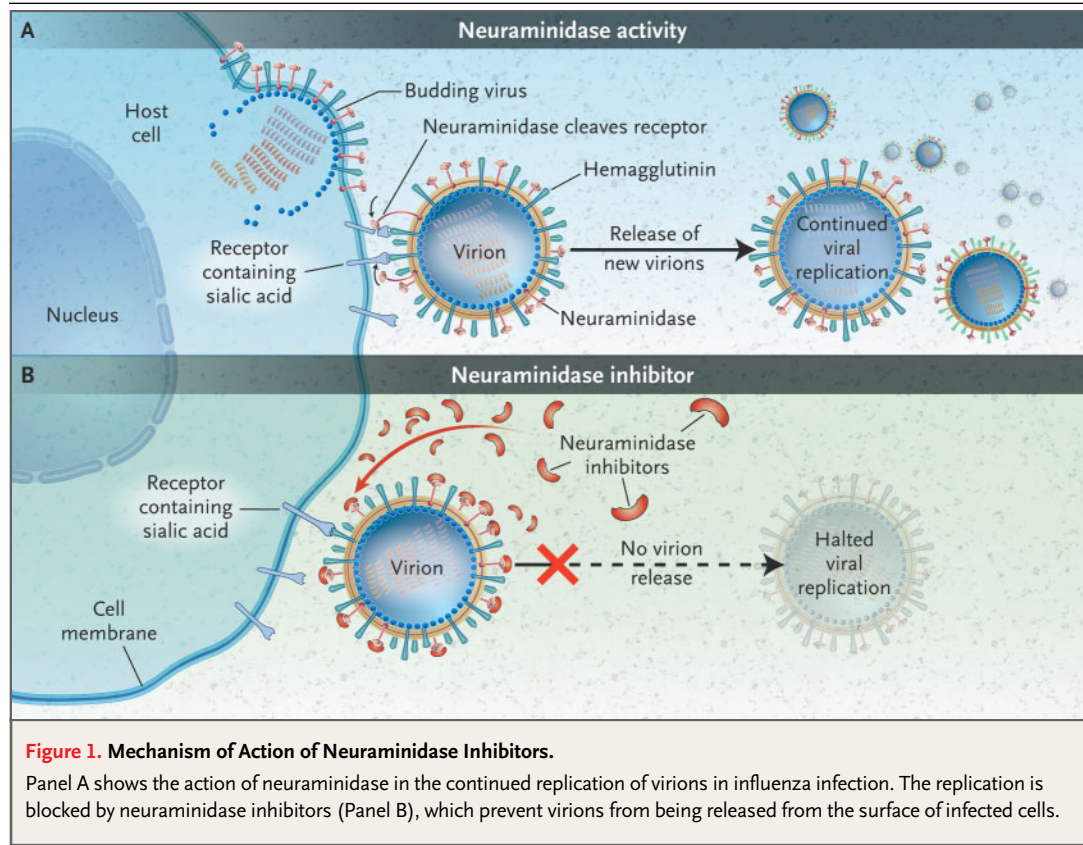 A
Neuraminidase activity
Host
cell
Budding virus
Neuraminidase cleaves receptor
Hemagglutinin
Receptor
containing
sialic acid
Virion
Release of
new virions
Continued
viral
replication
Nucleus
Neuraminidase
B
Neuraminidase inhibitor
Neuraminidase
inhibitors
Receptor
containing
sialic acid
Virion
No virion
release
Halted
viral
replication
Cell
membrane
Figure 1. Mechanism of Action of Neuraminidase Inhibitors.
Panel A shows the action of neuraminidase in the continued replication of virions in influenza infection. The replication is
blocked by neuraminidase inhibitors (Panel B), which prevent virions from being released from the surface of infected cells.